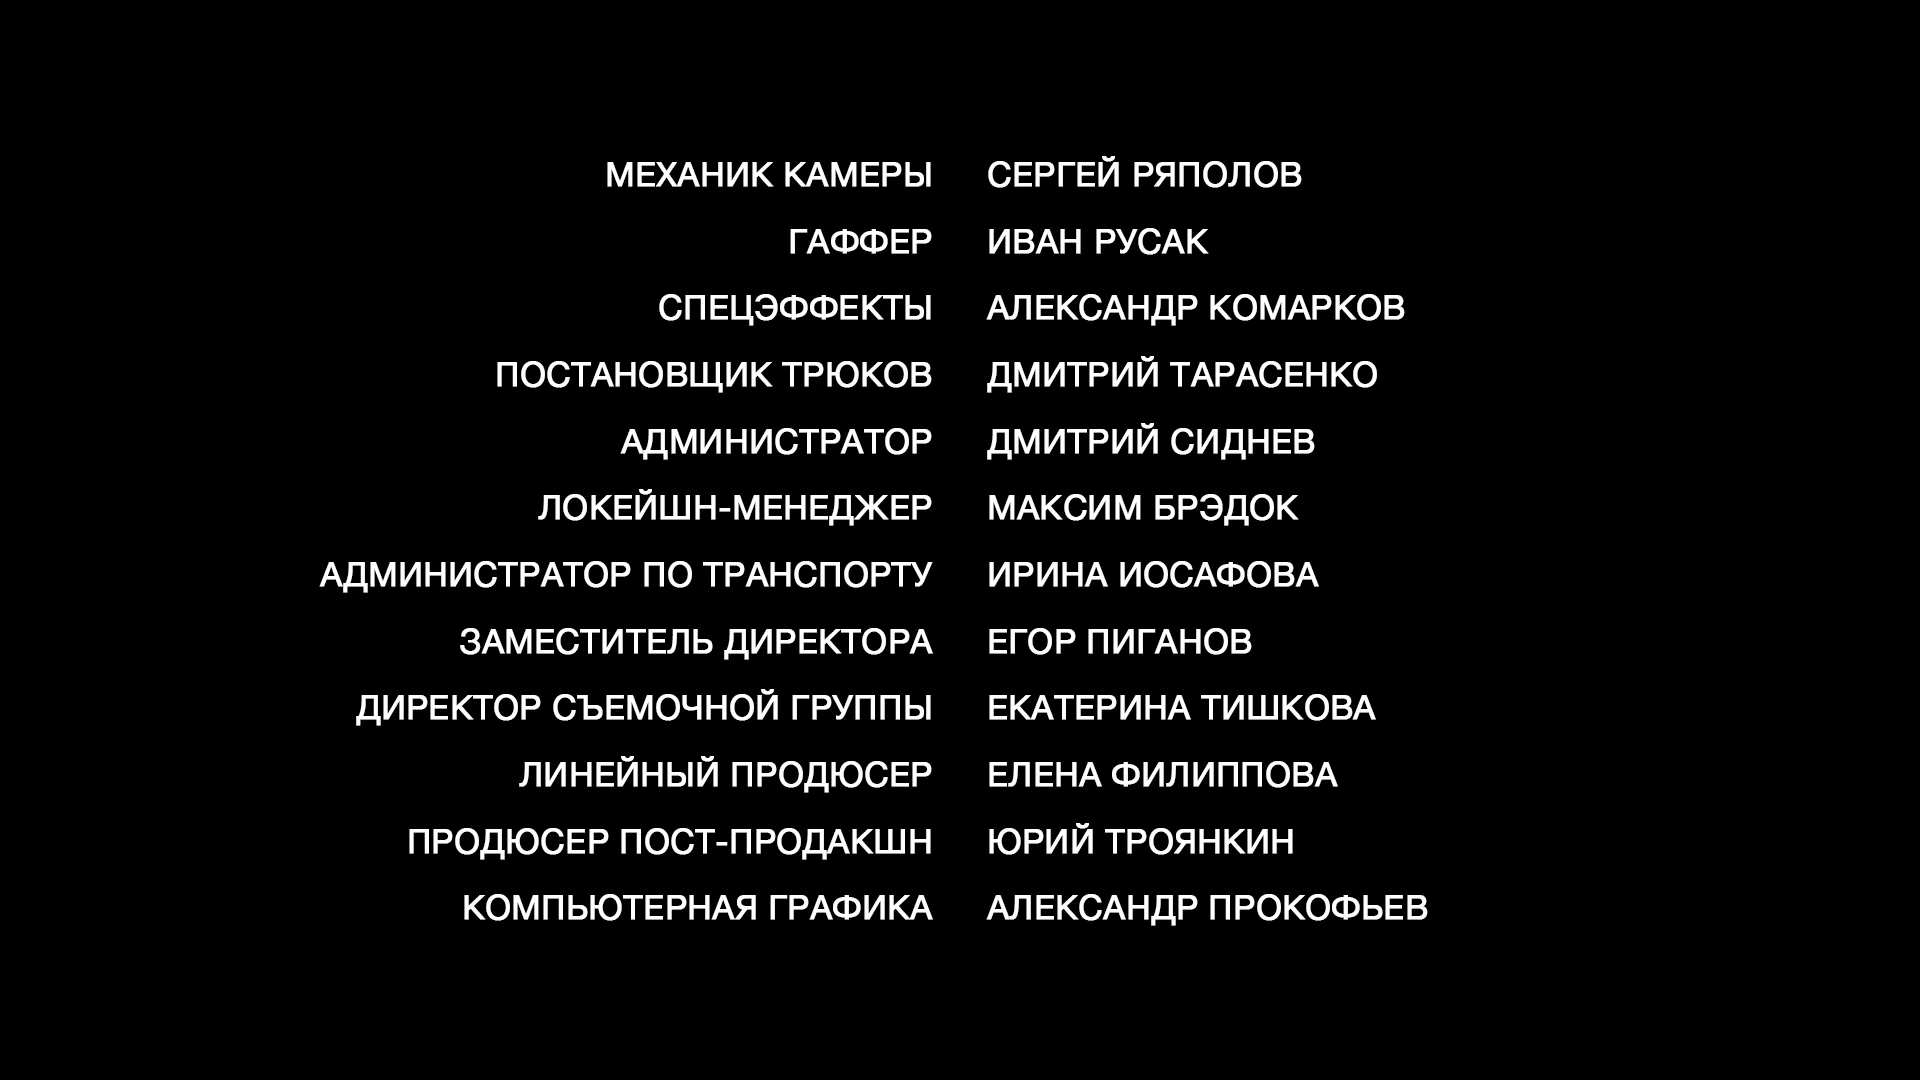 МЕХАНИК КАМЕРЫ СЕРГЕЙ РЯПОЛОВ
ГАФФЕР ИВАН РУСАК
СПЕЦЭФФЕКТЫ АЛЕКСАНДР КОМАРКОВ
ПОСТАНОВЩИК ТРЮКОВ ДМИТРИЙ ТАРАСЕНКО
АДМИНИСТРАТОР ДМИТРИЙ СИДНЕВ
ЛОКЕЙШН-МЕНЕДЖЕР МАКСИМ БРЭДОК
АДМИНИСТРАТОР ПО ТРАНСПОРТУ ИРИНА ИОСАФОВА
ЗАМЕСТИТЕЛЬ ДИРЕКТОРА ЕГОР ПИГАНОВ
ДИРЕКТОР СЪЕМОЧНОЙ ГРУППЫ ЕКАТЕРИНА ТИШКОВА
ЛИНЕЙНЫЙ ПРОДЮСЕР ЕЛЕНА ФИЛИППОВА
ПРОДЮСЕР ПОСТ-ПРОДАКШН ЮРИЙ ТРОЯНКИН
КОМПЬЮТЕРНАЯ ГРАФИКА АЛЕКСАНДР ПРОКОФЬЕВ